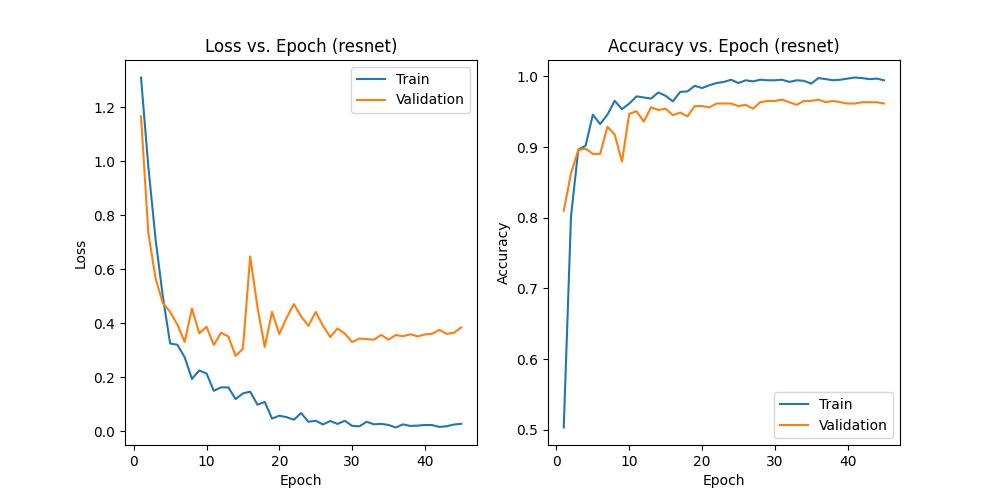 Loss vs. Epoch (resnet)
Train
Validation
Loss
1.2
1.0
0.8
0.6
0.4
0.2
0.0
0
10
20
30
40
Epoch
Accuracy vs. Epoch (resnet)
Accuracy
1.0
0.9
0.8
0.7
0.6
0.5
Train
Validation
0
10
20
30
40
Epoch